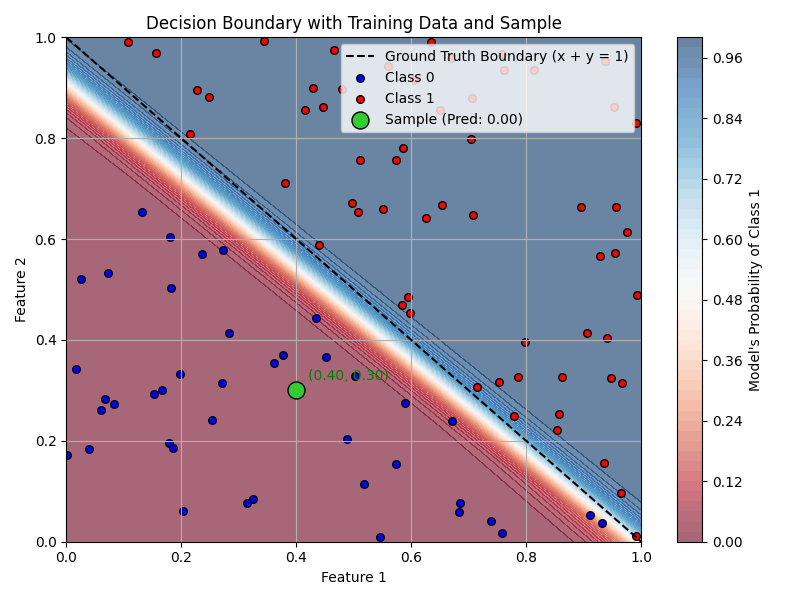 Decision Boundary with Training Data and Sample
Ground Truth Boundary (x + y = 1)
Class 0
Class 1
Sample (Pred: 0.00)
(0.40, 0.30)
1.0
0.8
0.6
0.4
0.2
0.0
0.0
0.2
0.4
0.6
0.8
1.0
Feature 1
Feature 2
0.96
0.84
0.72
0.60
0.48
0.36
0.24
0.12
0.00
Model's Probability of Class 1